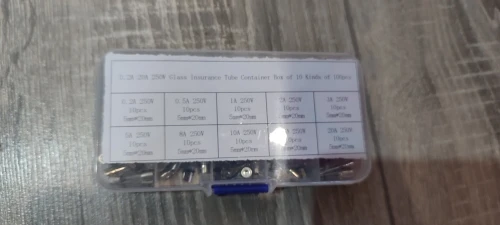 0.2A-20A 250V Glass Insurance Tube Container Box of 10 Kinds of 100pcs
0.2A 250V 0.5A 250V 1A 250V 2A 250V 3A 250V
10pcs 10pcs 10pcs 10pcs 10pcs
5mm*20mm 5mm*20mm 5mm*20mm 5mm*20mm 5mm*20mm
5A 250V 8A 250V 10A 250V 250V 20A 250V
10pcs 10pcs 10pcs 10pcs 10pcs
5mm*20mm 5mm*20mm 5mm*20mm 5mm*20mm 5mm*20mm